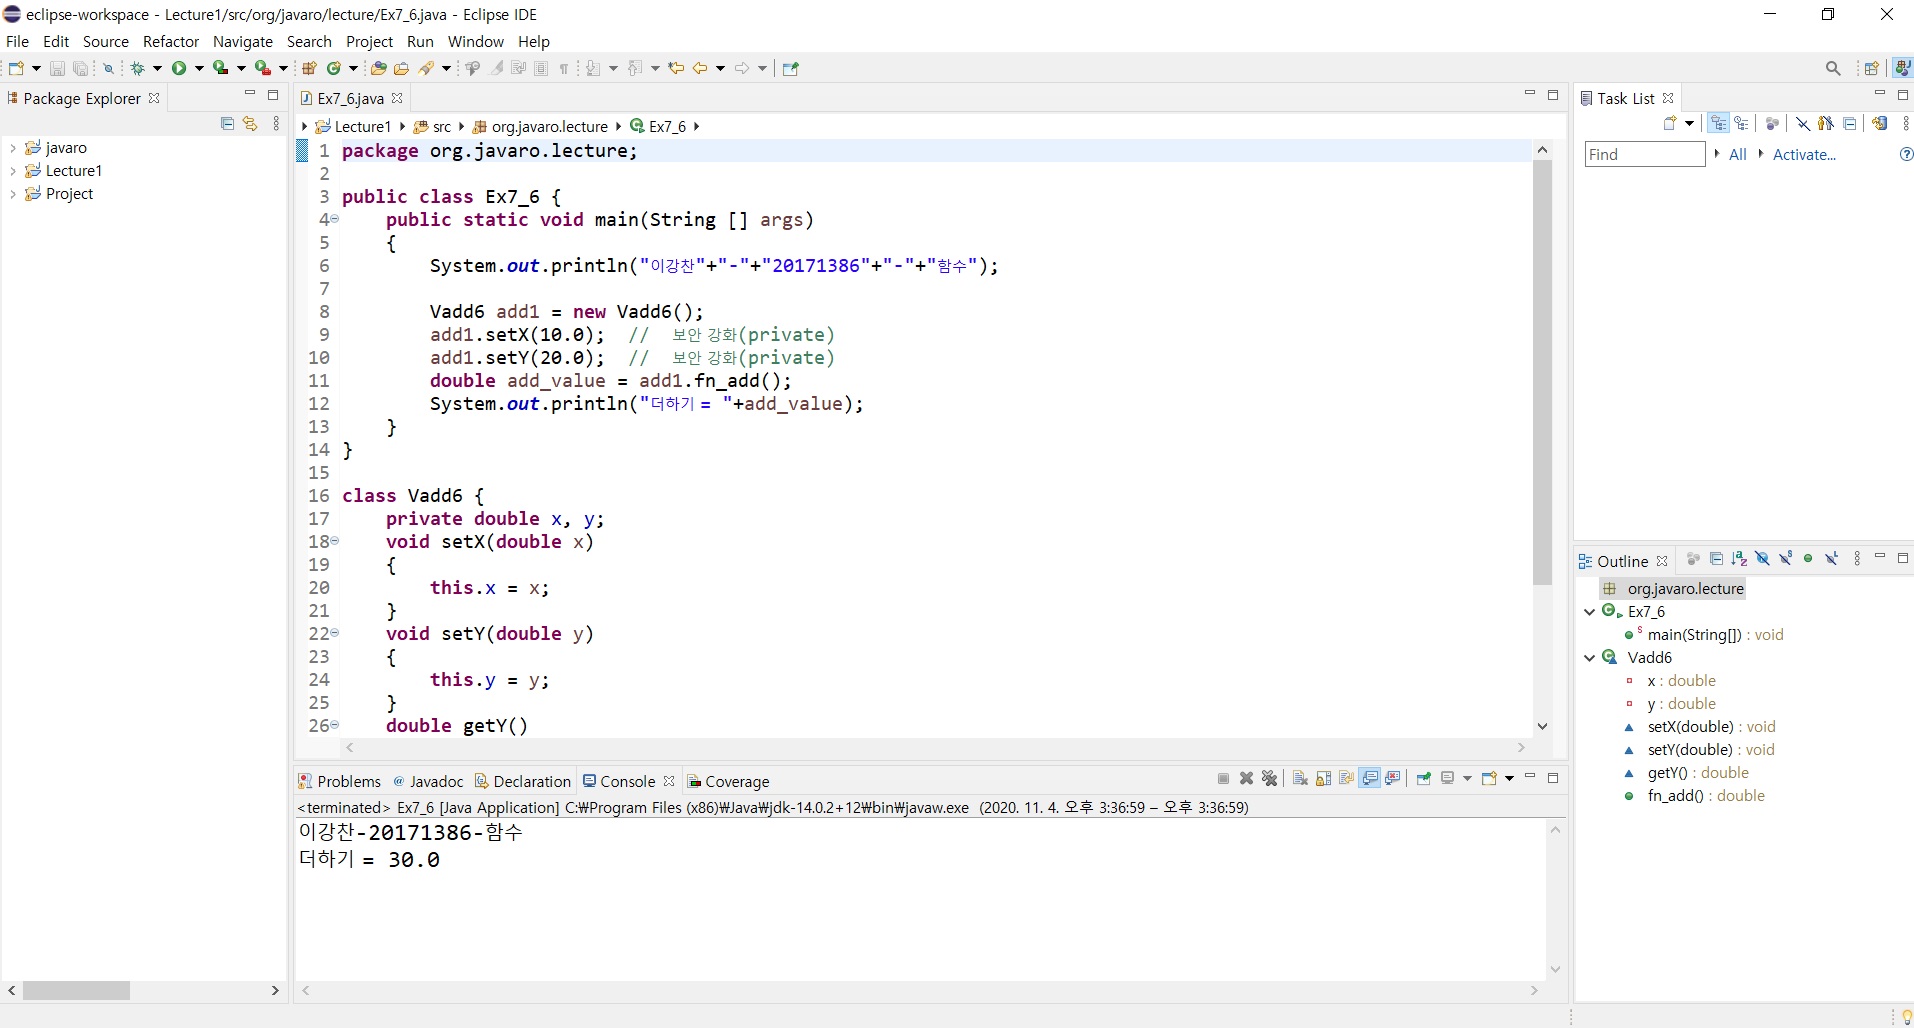 eclipse-workspace - Lecture1/src/org/javaro/lecture/Ex7_6.java - Eclipse IDE
File Edit Source Refactor Navigate Search Project Run Window Help
Package Explorer
javaro
Lecture1
Project
Ex7_6.java
Lecture1 src org.javaro.lecture Ex7_6
1 package org.javaro.lecture;
2
3 public class Ex7_6 {
4 public static void main(String [] args)
5 {
6 System.out.println("이강찬"+"-"+"20171386"+"-"+"함수");
7
8 Vadd6 add1 = new Vadd6();
9 add1.setX(10.0); // 보안 강화(private)
10 add1.setY(20.0); // 보안 강화(private)
11 double add_value = add1.fn_add();
12 System.out.println("더하기 = "+add_value);
13 }
14 }
15
16 class Vadd6 {
17 private double x, y;
18 void setX(double x)
19 {
20 this.x = x;
21 }
22 void setY(double y)
23 {
24 this.y = y;
25 }
26 double getY()
Problems Javadoc Declaration Console Coverage
<terminated> Ex7_6 [Java Application] C:₩Program Files (x86)₩Java₩jdk-14.0.2+12₩bin₩javaw.exe (2020. 11. 4. 오후 3:36:59 – 오후 3:36:59)
이강찬-20171386-함수
더하기 = 30.0
Task List
Find All Activate...
Outline
org.javaro.lecture
Ex7_6
main(String[]) : void
Vadd6
x : double
y : double
setX(double) : void
setY(double) : void
getY() : double
fn_add() : double